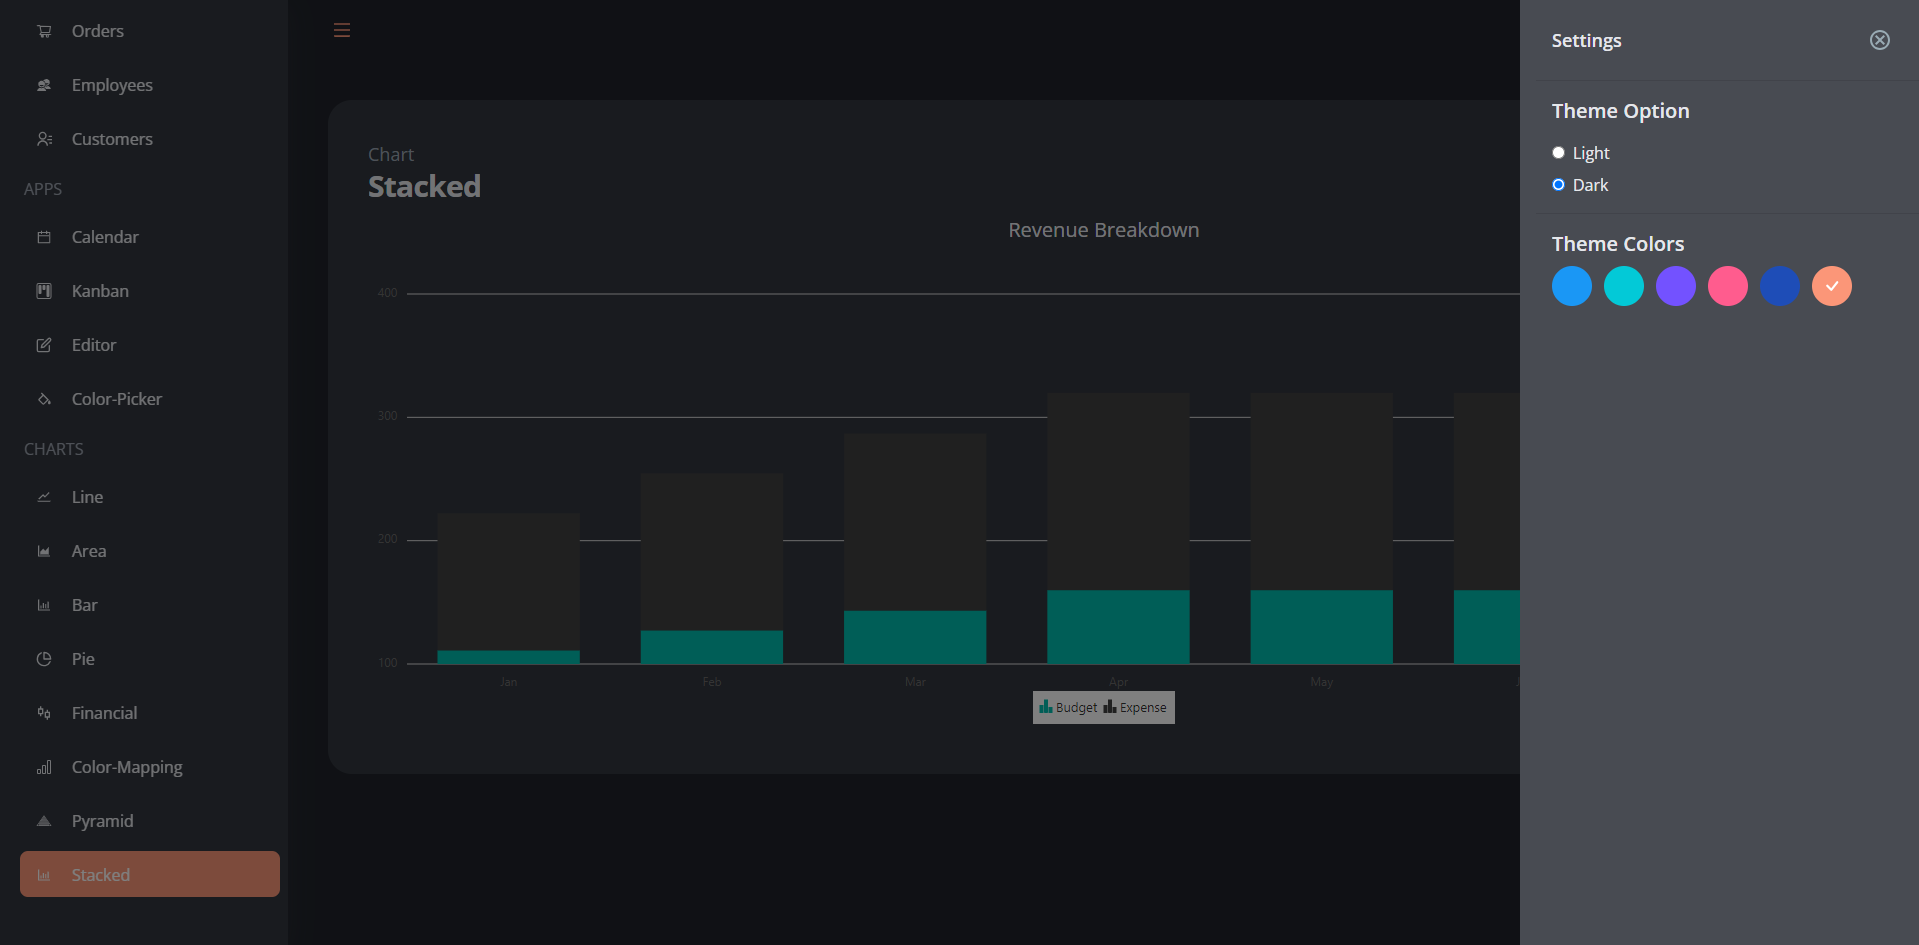 Orders
Employees
Customers
APPS
Calendar
Kanban
Editor
Color-Picker
CHARTS
Line
Area
Bar
Pie
Financial
Color-Mapping
Pyramid
Stacked
Chart
Stacked
Revenue Breakdown
400
300
200
100
Jan Feb Mar Apr May
Budget Expense
Settings
Theme Option
Light
Dark
Theme Colors